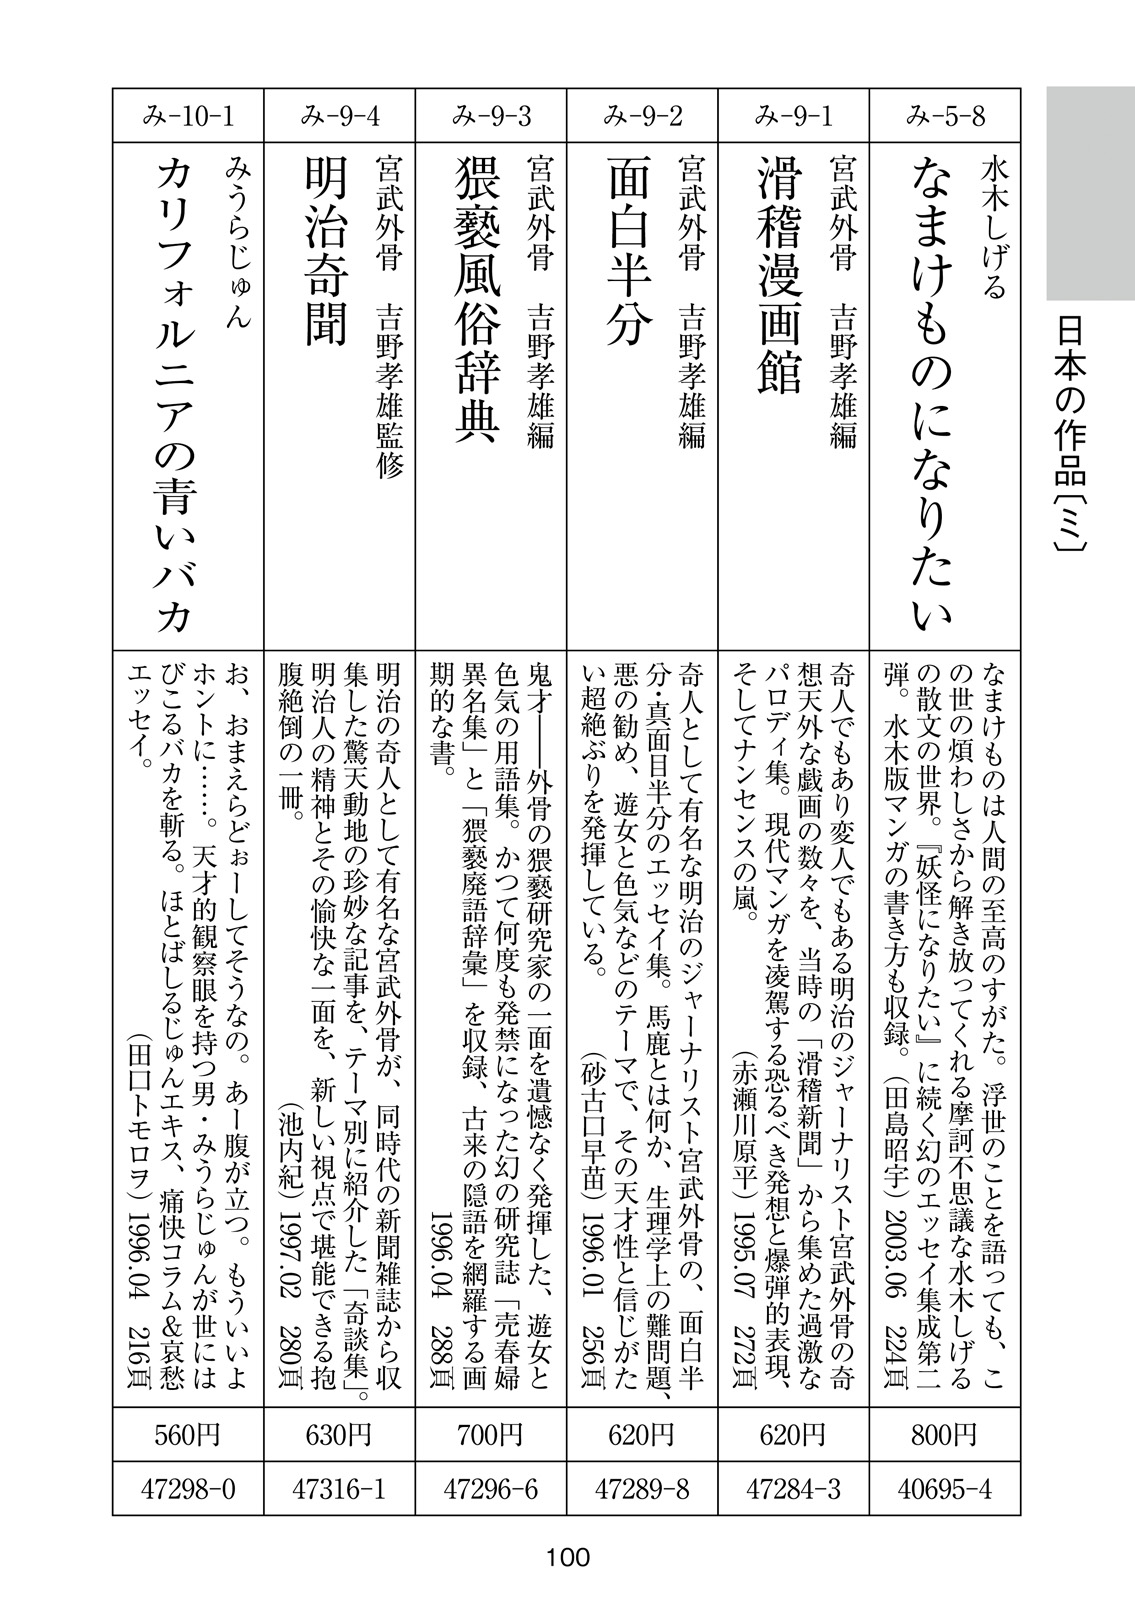 日本の作品〔ミ〕
み-5-8
水木しげる
なまけものになりたい
なまけものは人間の至高のすがた。浮世のことを語っても、こ
の世の煩わしさから解き放ってくれる摩訶不思議な水木しげる
の散文の世界。『妖怪になりたい』に続く幻のエッセイ集成第二
弾。水木版マンガの書き方も収録。（田島昭宇）2003.06　224頁
800円
40695-4
み-9-1
宮武外骨　吉野孝雄編
滑稽漫画館
奇人でもあり変人でもある明治のジャーナリスト宮武外骨の奇
想天外な戯画の数々を、当時の「滑稽新聞」から集めた過激な
パロディ集。現代マンガを凌駕する恐るべき発想と爆弾的表現、
そしてナンセンスの嵐。　（赤瀬川原平）1995.07　272頁
620円
47284-3
み-9-2
宮武外骨　吉野孝雄編
面白半分
奇人として有名な明治のジャーナリスト宮武外骨の、面白半
分・真面目半分のエッセイ集。馬鹿とは何か、生理学上の難問題、
悪の勧め、遊女と色気などのテーマで、その天才性と信じがた
い超絶ぶりを発揮している。　（砂古口早苗）1996.01　256頁
620円
47289-8
み-9-3
宮武外骨　吉野孝雄編
猥褻風俗辞典
鬼才――外骨の猥褻研究家の一面を遺憾なく発揮した、遊女と
色気の用語集。かつて何度も発禁になった幻の研究誌「売春婦
異名集」と「猥褻廃語辞彙」を収録、古来の隠語を網羅する画
期的な書。　1996.04　288頁
700円
47296-6
み-9-4
宮武外骨　吉野孝雄監修
明治奇聞
明治の奇人として有名な宮武外骨が、同時代の新聞雑誌から収
集した驚天動地の珍妙な記事を、テーマ別に紹介した「奇談集」。
明治人の精神とその愉快な一面を、新しい視点で堪能できる抱
腹絶倒の一冊。　（池内紀）1997.02　280頁
630円
47316-1
み-10-1
みうらじゅん
カリフォルニアの青いバカ
お、おまえらどぉーしてそうなの。あー腹が立つ。もういいよ
ホントに……。天才的観察眼を持つ男・みうらじゅんが世には
びこるバカを斬る。ほとばしるじゅんエキス、痛快コラム＆哀愁
エッセイ。　（田口トモロヲ）1996.04　216頁
560円
47298-0
100